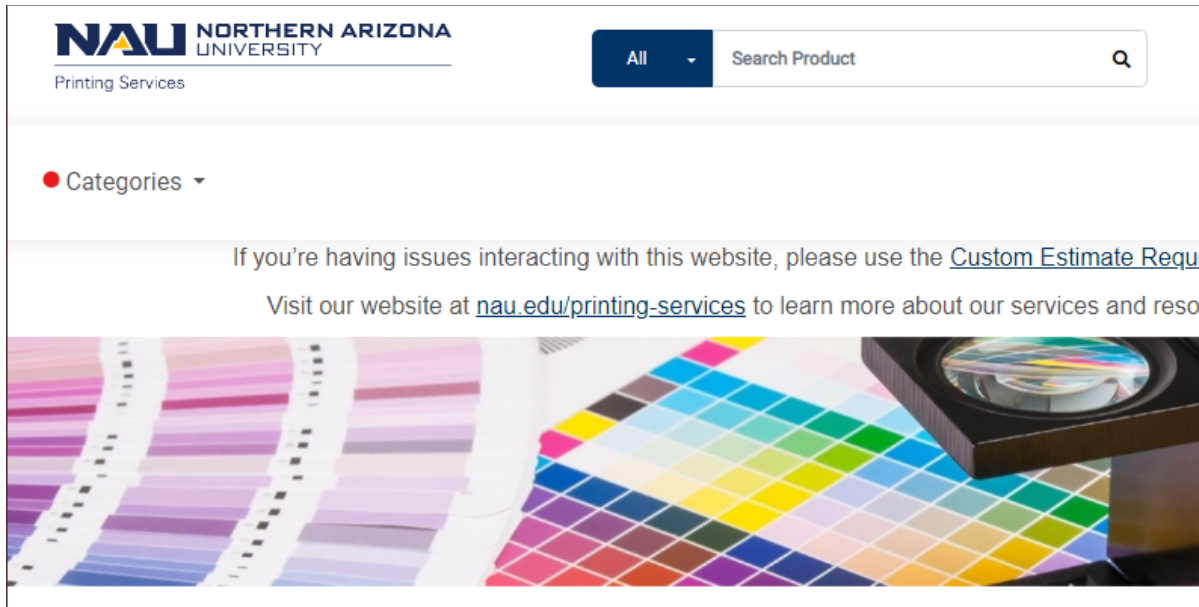 NAU NORTHERN ARIZONA
UNIVERSITY
Printing Services
All
Search Product
Categories
If you’re having issues interacting with this website, please use the Custom Estimate Requ
Visit our website at nau.edu/printing-services to learn more about our services and reso